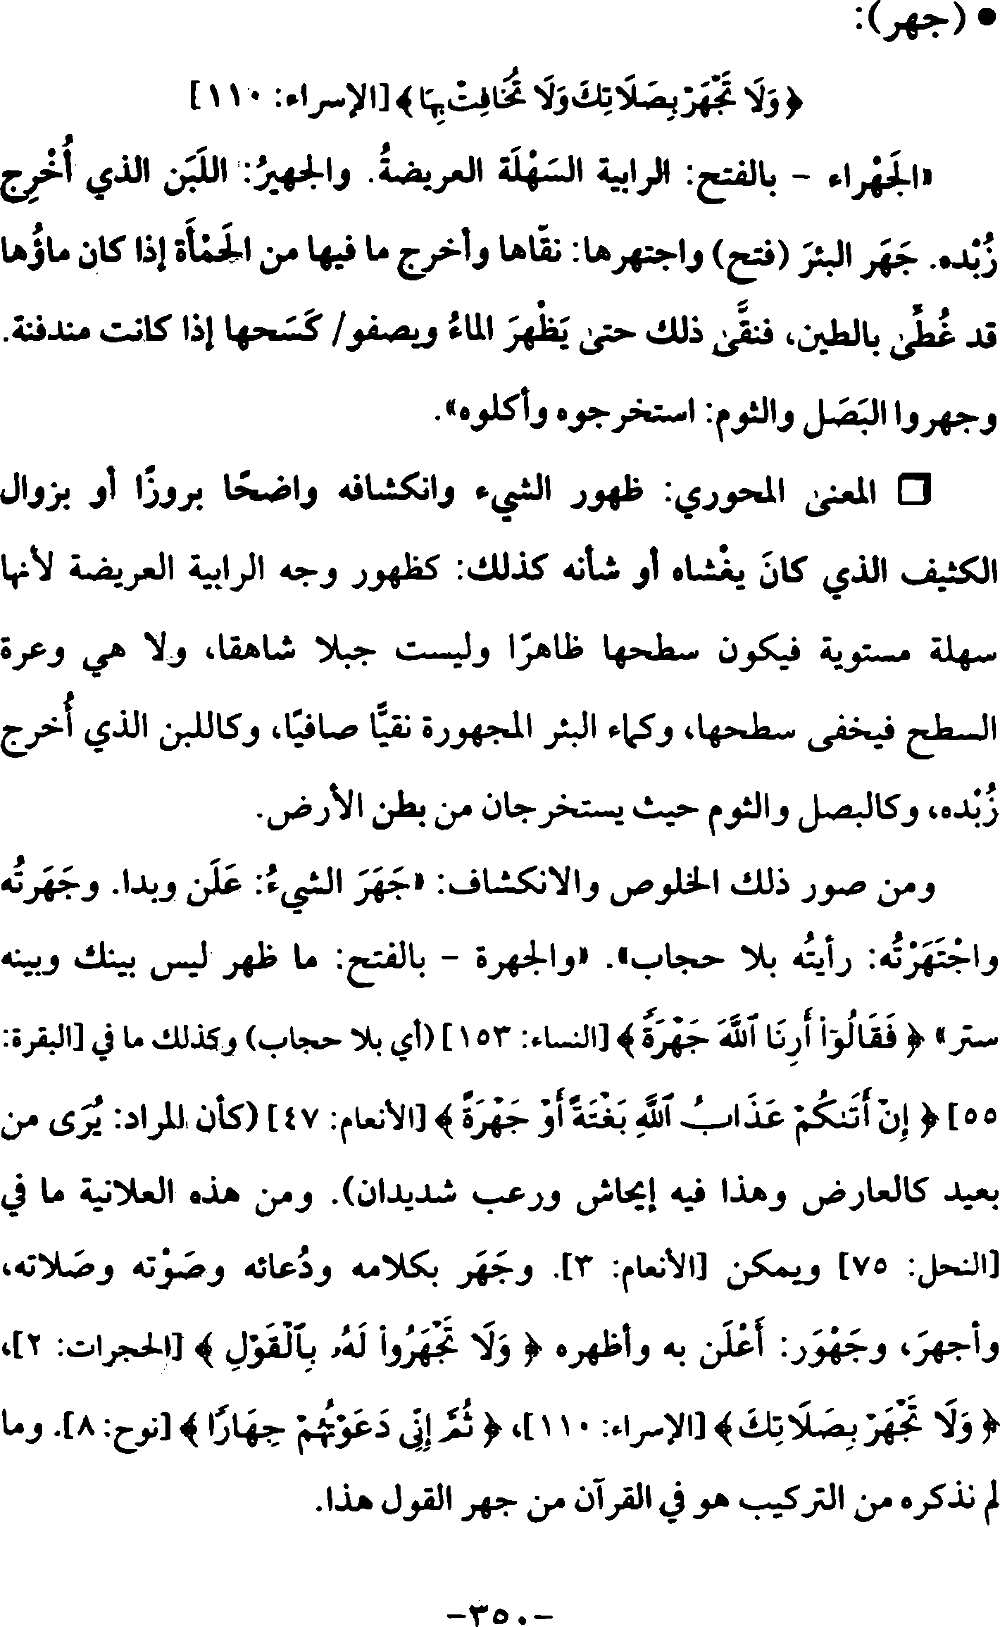 • (جهر):
﴿ وَلَا تَجْهَرْ بِصَلَاتِكَ وَلَا تُخَافِتْ بِهَا ﴾ [الإسراء: ١١٠]
«الجَهْراء - بالفتح: الرابية السَهْلَة العريضةُ. والجهيرُ: اللَبَن الذي أُخْرِج
زُبْده. جَهَر البئرَ (فتح) واجتهرها: نقّاها وأخرج ما فيها من الحَمْأَة إذا كان ماؤُها
قد غُطِّىٰ بالطين، فنقَّىٰ ذلك حتىٰ يَظْهرَ الماءُ ويصفو/ كَسَحها إذا كانت مندفنة.
وجهروا البَصَل والثوم: استخرجوه وأكلوه».
❒ المعنىٰ المحوري: ظهور الشيء وانكشافه واضحًا بروزًا أو بزوال
الكثيف الذي كانَ يغْشاه أو شأنه كذلك: كظهور وجه الرابية العريضة لأنها
سهلة مستوية فيكون سطحها ظاهرًا وليست جبلا شاهقا، ولا هي وعرة
السطح فيخفى سطحها، وكماء البئر المجهورة نقيًّا صافيًا، وكاللبن الذي أُخرج
زُبْده، وكالبصل والثوم حيث يستخرجان من بطن الأرض.
ومن صور ذلك الخلوص والانكشاف: «جَهَرَ الشيءُ: عَلَن وبدا. وجَهَرتُه
واجْتَهَرْتُه: رأيتُه بلا حجاب». «والجهرة - بالفتح: ما ظهر ليس بينك وبينه
ستر» ﴿ فَقَالُوٓاْ أَرِنَا ٱللَّهَ جَهْرَةً ﴾ [النساء: ١٥٣] (أي بلا حجاب) وكذلك ما في [البقرة:
٥٥] ﴿ إِنْ أَتَىٰكُمْ عَذَابُ ٱللَّهِ بَغْتَةً أَوْ جَهْرَةً ﴾ [الأنعام: ٤٧] (كأن المراد: يُرَى من
بعيد كالعارض وهذا فيه إيحاش ورعب شديدان). ومن هذه العلانية ما في
[النحل: ٧٥] ويمكن [الأنعام: ٣]. وجَهَر بكلامه ودُعائه وصَوْته وصَلاته،
وأجهرَ، وجَهْوَر: أَعْلَن به وأظهره ﴿ وَلَا تَجْهَرُواْ لَهُۥ بِٱلْقَوْلِ ﴾ [الحجرات: ٢]،
﴿ وَلَا تَجْهَرْ بِصَلَاتِكَ ﴾ [الإسراء: ١١٠]، ﴿ ثُمَّ إِنِّي دَعَوْتُهُمْ جِهَارًا ﴾ [نوح: ٨]. وما
لم نذكره من التركيب هو في القرآن من جهر القول هذا.
-٣٥٠-